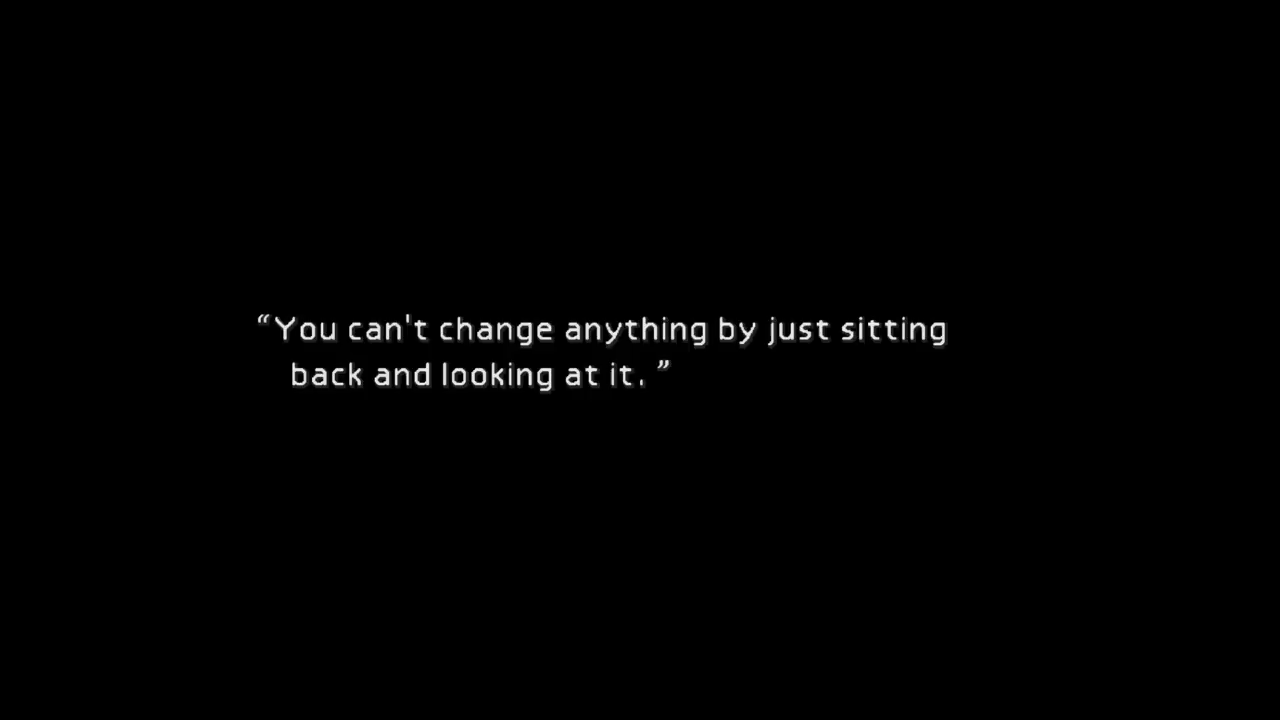 “You can't change anything by just sitting
back and looking at it. ”